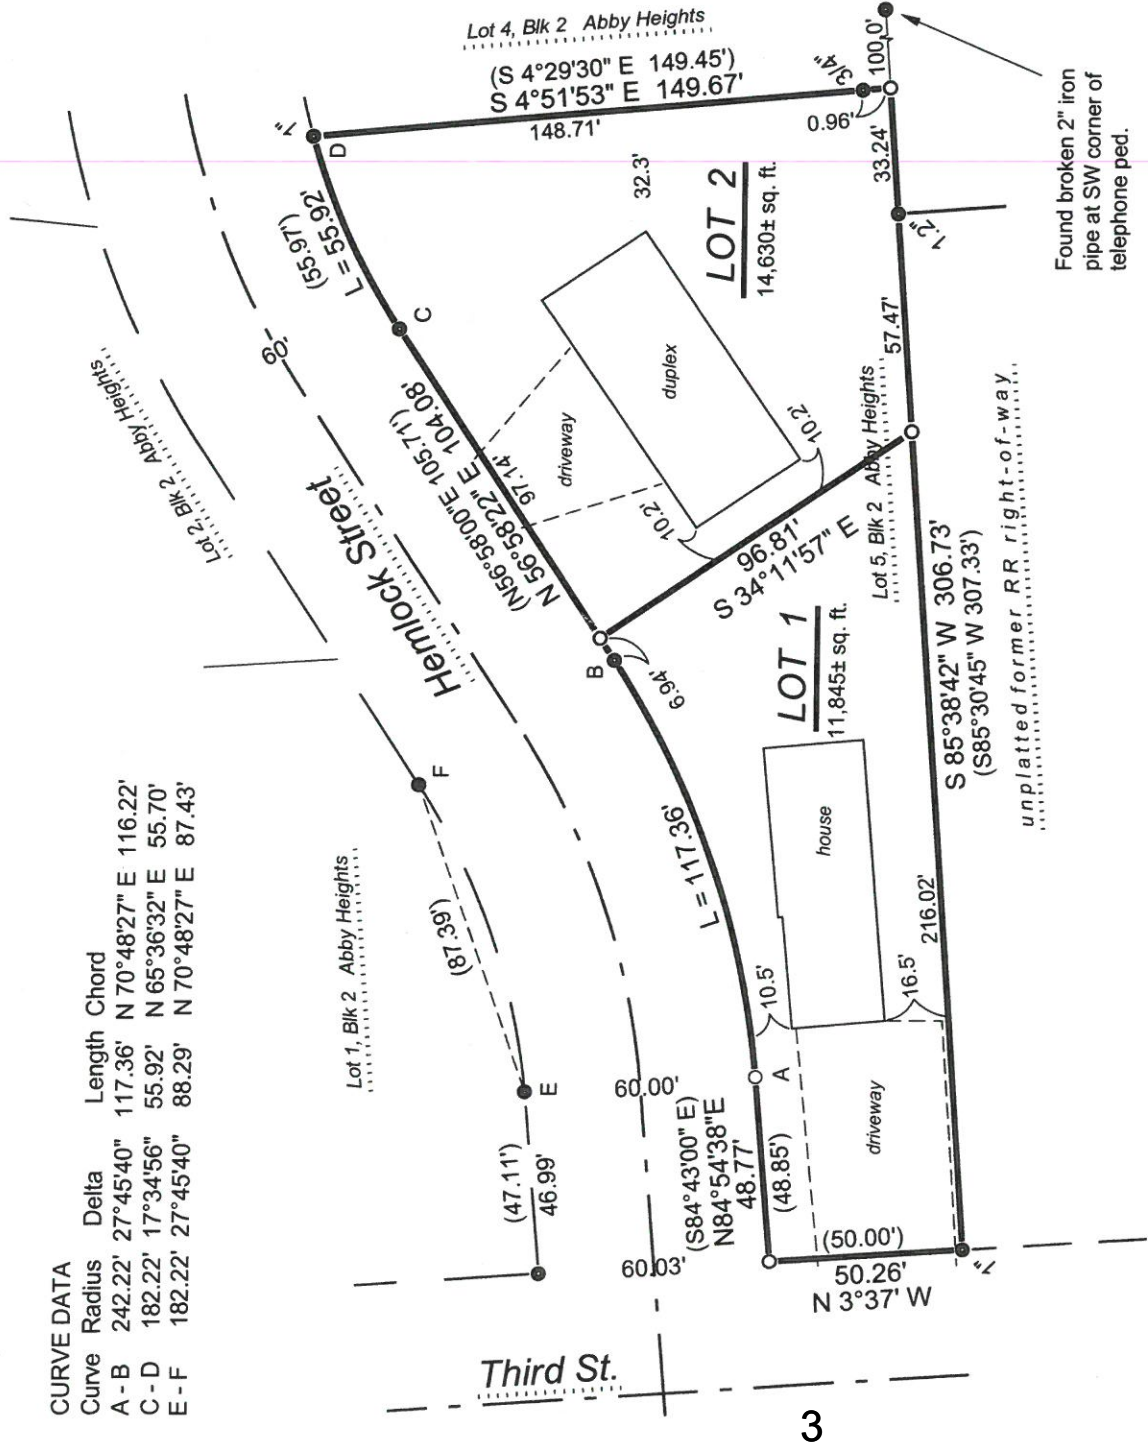 CURVE DATA
Curve Radius Delta Length Chord
A - B 242.22' 27°45'40" 117.36' N 70°48'27" E 116.22'
C - D 182.22' 17°34'56" 55.92' N 65°36'32" E 55.70'
E - F 182.22' 27°45'40" 88.29' N 70°48'27" E 87.43'
Lot 2, Blk 2 Abby Heights
Lot 1, Blk 2 Abby Heights
Lot 4, Blk 2 Abby Heights
(S 4°29'30" E 149.45')
S 4°51'53" E 149.67'
148.71'
3/4"
0.96'
100.0'
Found broken 2" iron
pipe at SW corner of
telephone ped.
1"
D
(55.97')
L = 55.92'
C
60'
Hemlock Street
(N56°58'00"E 105.71')
N 56°58'22" E 104.08'
97.14'
driveway
duplex
32.3'
LOT 2
14,630± sq. ft.
33.24'
1.2"
57.47'
10.2'
10.2'
96.81'
S 34°11'57" E
Lot 5, Blk 2 Abby Heights
B
6.94'
F
(87.39')
E
L = 117.36'
LOT 1
11,845± sq. ft.
house
S 85°38'42" W 306.73'
(S85°30'45" W 307.33')
unplatted former RR right-of-way
216.02'
16.5'
10.5'
A
60.00'
(47.11')
46.99'
60.03'
(S84°43'00" E)
N84°54'38"E
48.77'
(48.85')
driveway
(50.00')
50.26'
N 3°37' W
1"
Third St.
3